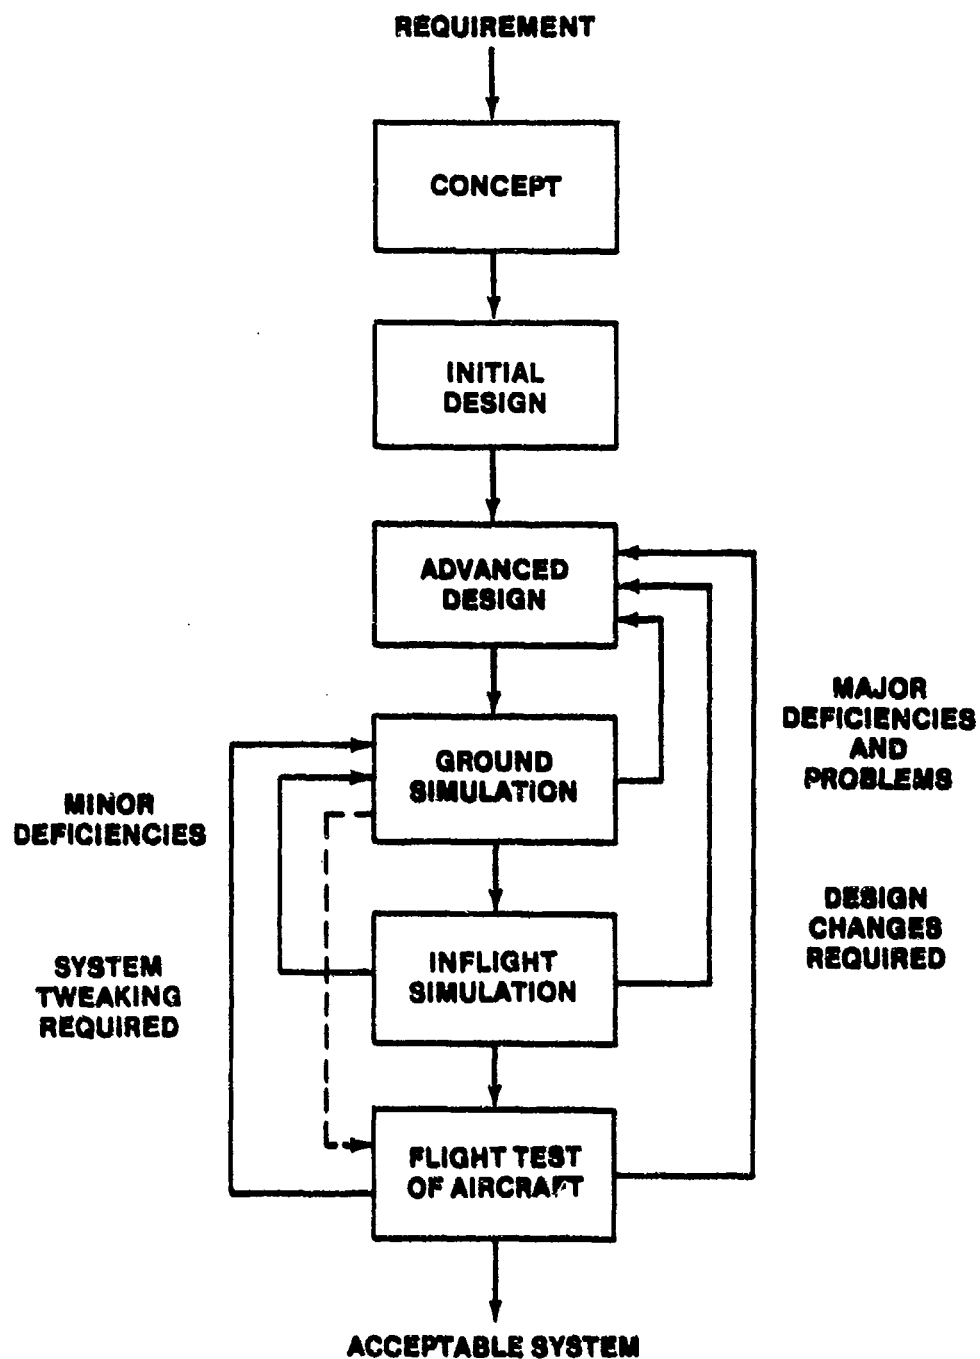 REQUIREMENT
CONCEPT
INITIAL
DESIGN
ADVANCED
DESIGN
MAJOR
DEFICIENCIES
AND
PROBLEMS
GROUND
SIMULATION
MINOR
DEFICIENCIES
DESIGN
CHANGES
REQUIRED
SYSTEM
TWEAKING
REQUIRED
INFLIGHT
SIMULATION
FLIGHT TEST
OF AIRCRAFT
ACCEPTABLE SYSTEM